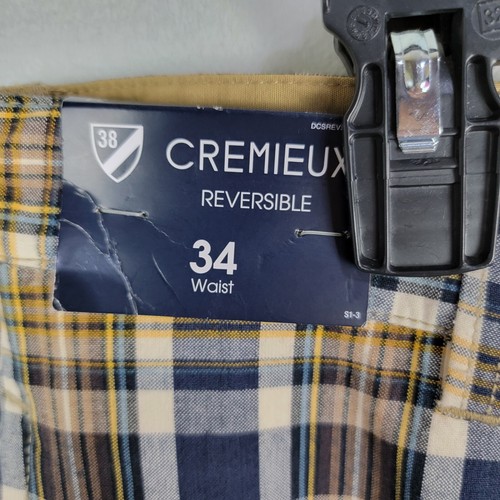 38
CREMIEUX
REVERSIBLE
34
Waist
S1-3